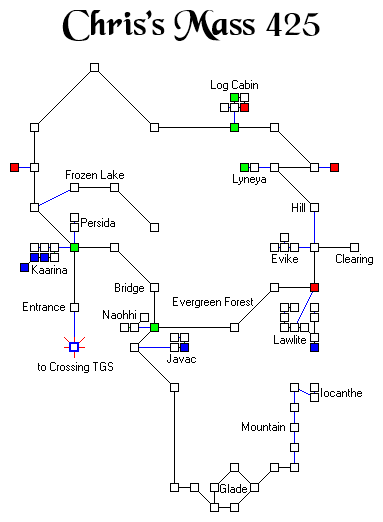 Chris's Mass 425
Log Cabin
Lyneya
Frozen Lake
Hill
Persida
Evike
Clearing
Kaarina
Bridge
Evergreen Forest
Entrance
Naohhi
Lawlite
Javac
to Crossing TGS
Iocanthe
Mountain
Glade